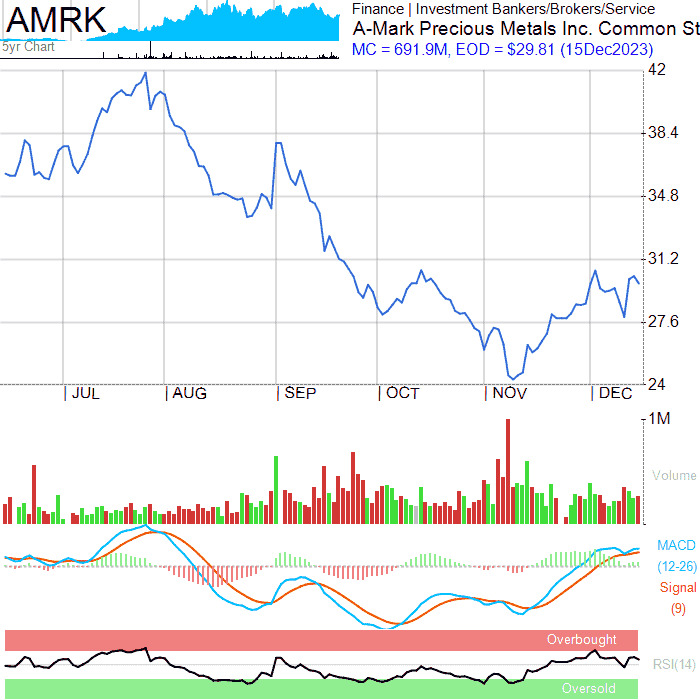 AMRK
Finance | Investment Bankers/Brokers/Service
A-Mark Precious Metals Inc. Common St
MC = 691.9M, EOD = $29.81 (15Dec2023)
5yr Chart
42
38.4
34.8
31.2
27.6
24
JUL AUG SEP OCT NOV DEC
1M
Volume
MACD
(12-26)
Signal
(9)
Overbought
RSI(14)
Oversold